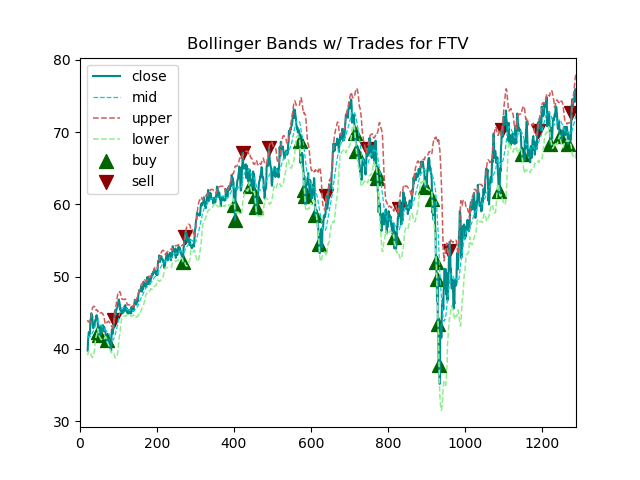 Bollinger Bands w/ Trades for FTV
80
70
60
50
40
30
close
mid
upper
lower
buy
sell
0 200 400 600 800 1000 1200